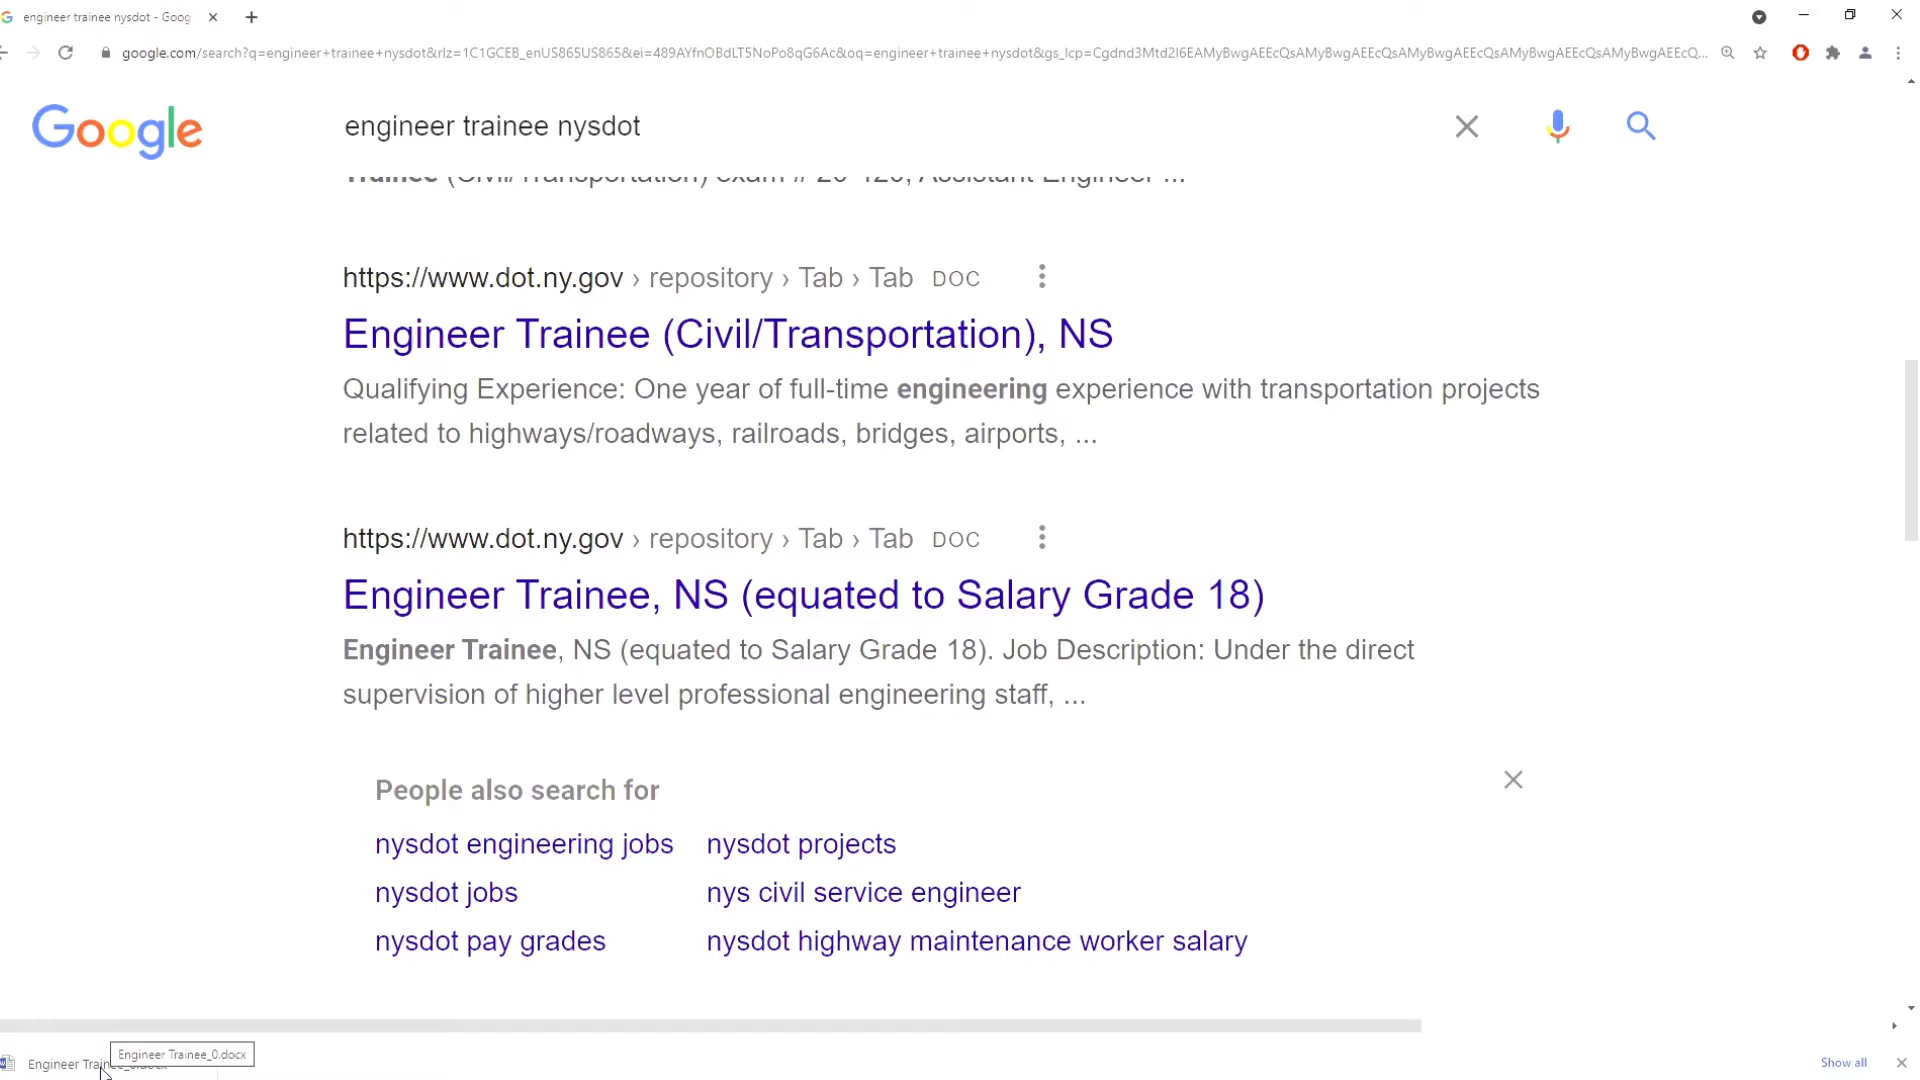 engineer trainee nysdot - Goog
google.com/search?q=engineer+trainee+nysdot&rlz=1C1GCEB_enUS865US865&ei=489AYfnOBdLT5NoPo8qG6Ac&oq=engineer+trainee+nysdot&gs_lcp=Cgdnd3Mtd2l6EAMyBwgAEEcQsAMyBwgAEEcQsAMyBwgAEEcQsAMyBwgAEEcQsAMyBwgAEEcQsAMyBwgAEEcQ...
Google
engineer trainee nysdot
Trainee (Civil/Transportation) exam # 20-120, Assistant Engineer ...
https://www.dot.ny.gov › repository › Tab › Tab DOC
Engineer Trainee (Civil/Transportation), NS
Qualifying Experience: One year of full-time engineering experience with transportation projects
related to highways/roadways, railroads, bridges, airports, ...
https://www.dot.ny.gov › repository › Tab › Tab DOC
Engineer Trainee, NS (equated to Salary Grade 18)
Engineer Trainee, NS (equated to Salary Grade 18). Job Description: Under the direct
supervision of higher level professional engineering staff, ...
People also search for
nysdot engineering jobs nysdot projects
nysdot jobs nys civil service engineer
nysdot pay grades nysdot highway maintenance worker salary
Engineer Trainee_0.docx
Engineer Trainee_0.docx
Show all